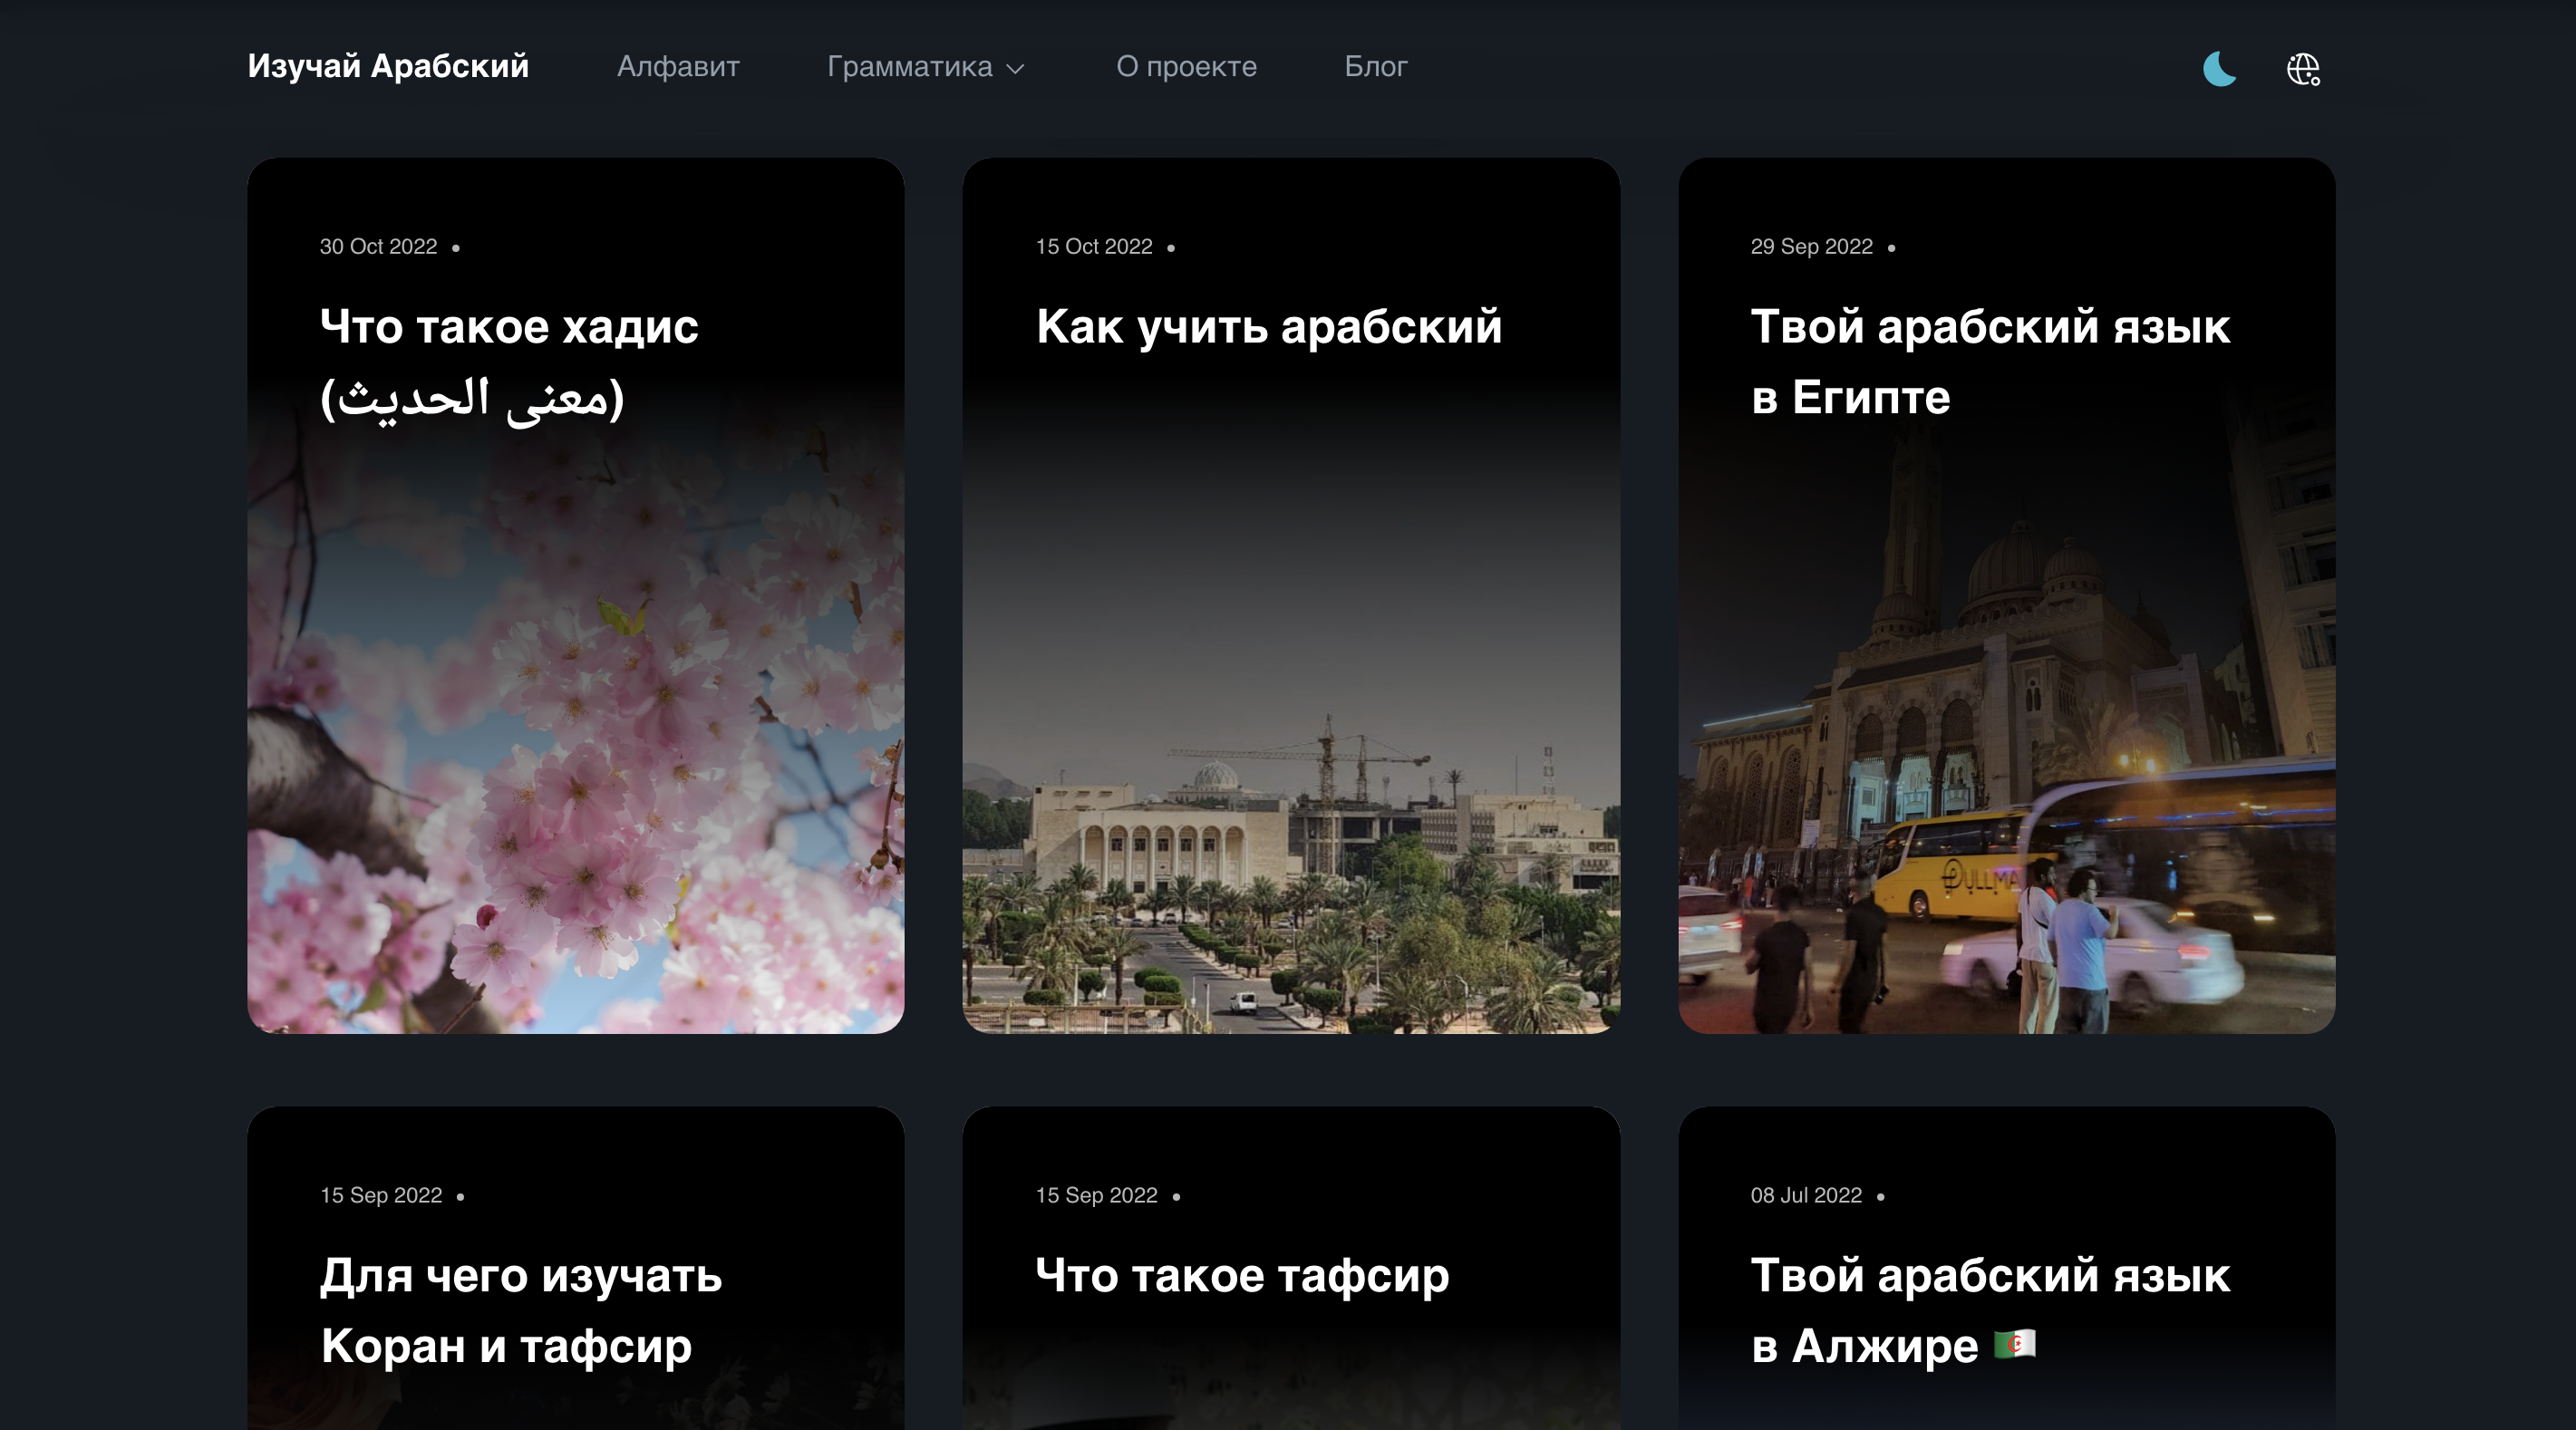 Изучай Арабский Алфавит Грамматика О проекте Блог
30 Oct 2022 •
Что такое хадис
(معنى الحديث)
15 Oct 2022 •
Как учить арабский
29 Sep 2022 •
Твой арабский язык
в Египте
15 Sep 2022 •
Для чего изучать
Коран и тафсир
15 Sep 2022 •
Что такое тафсир
08 Jul 2022 •
Твой арабский язык
в Алжире 🇩🇿